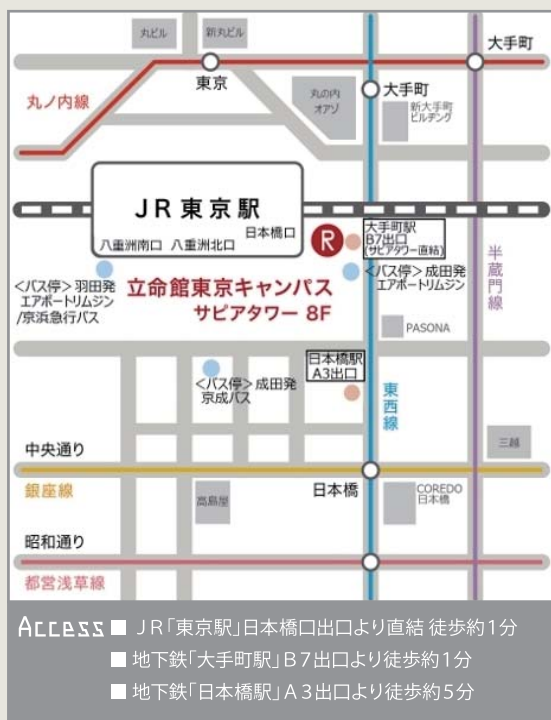 丸ビル
新丸ビル
大手町
東京
丸の内
オアゾ
大手町
新大手町
ビルヂング
丸ノ内線
JR東京駅
日本橋口
八重洲南口 八重洲北口
R
大手町駅
B7出口
(サピアタワー直結)
<バス停>羽田発
エアポートリムジン
/京浜急行バス
立命館東京キャンパス
サピアタワー 8F
<バス停>成田発
エアポートリムジン
半蔵門線
PASONA
<バス停>成田発
京成バス
日本橋駅
A3出口
東西線
中央通り
銀座線
高島屋
日本橋
COREDO
日本橋
三越
昭和通り
都営浅草線
Access ■ JR「東京駅」日本橋口出口より直結 徒歩約1分
■ 地下鉄「大手町駅」B7出口より徒歩約1分
■ 地下鉄「日本橋駅」A3出口より徒歩約5分